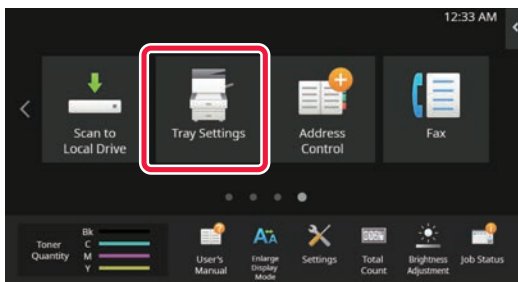 12:33 AM
Scan to
Local Drive
Tray Settings
Address
Control
Fax
Toner
Quantity
Bk
C
M
Y
User's
Manual
Enlarge
Display
Mode
Settings
Total
Count
Brightness
Adjustment
Job Status